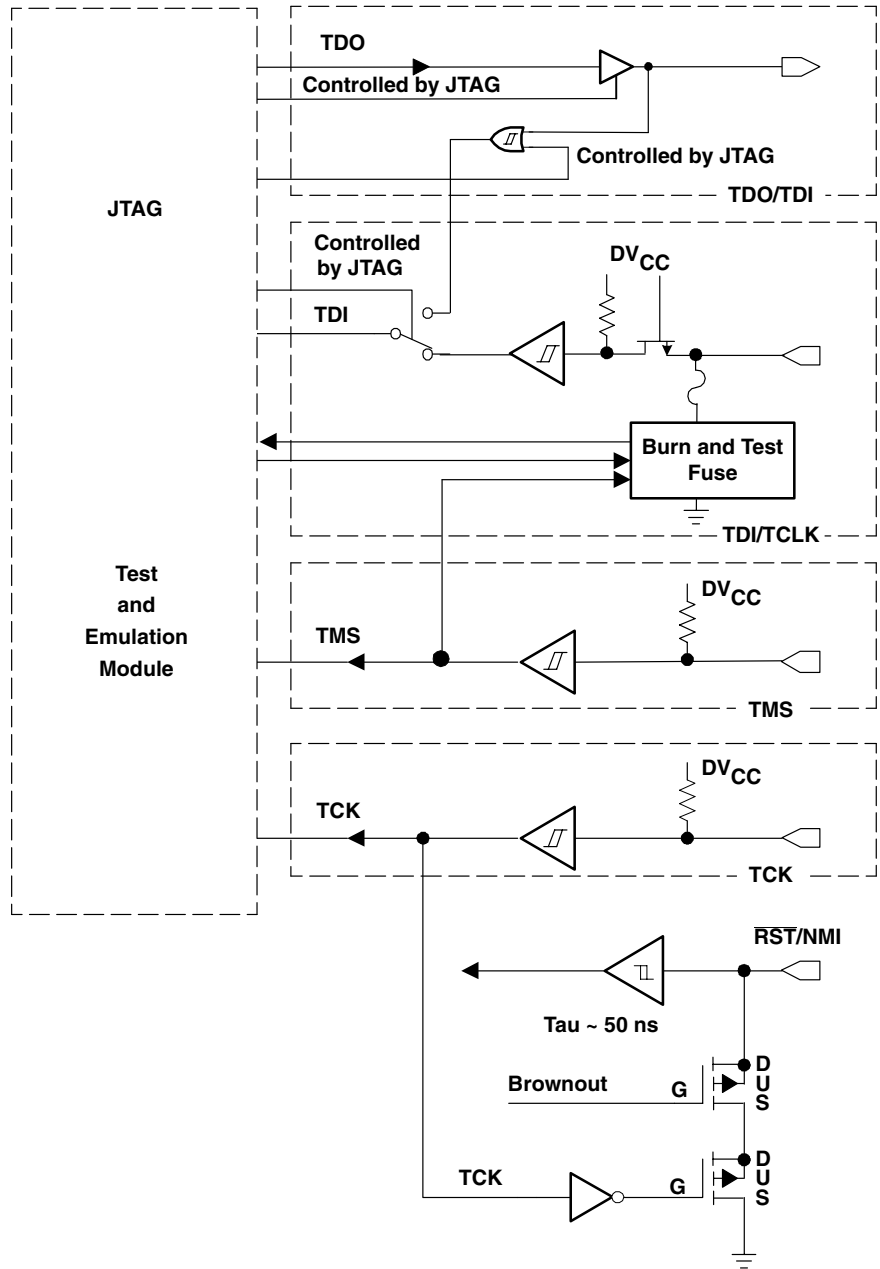 TDO
Controlled by JTAG
Controlled by JTAG
TDO/TDI
JTAG
Controlled
by JTAG
TDI
DVCC
Burn and Test
Fuse
TDI/TCLK
Test
and
Emulation
Module
TMS
DVCC
TMS
TCK
DVCC
TCK
RST/NMI
Tau ~ 50 ns
Brownout
G
D
U
S
TCK
G
D
U
S